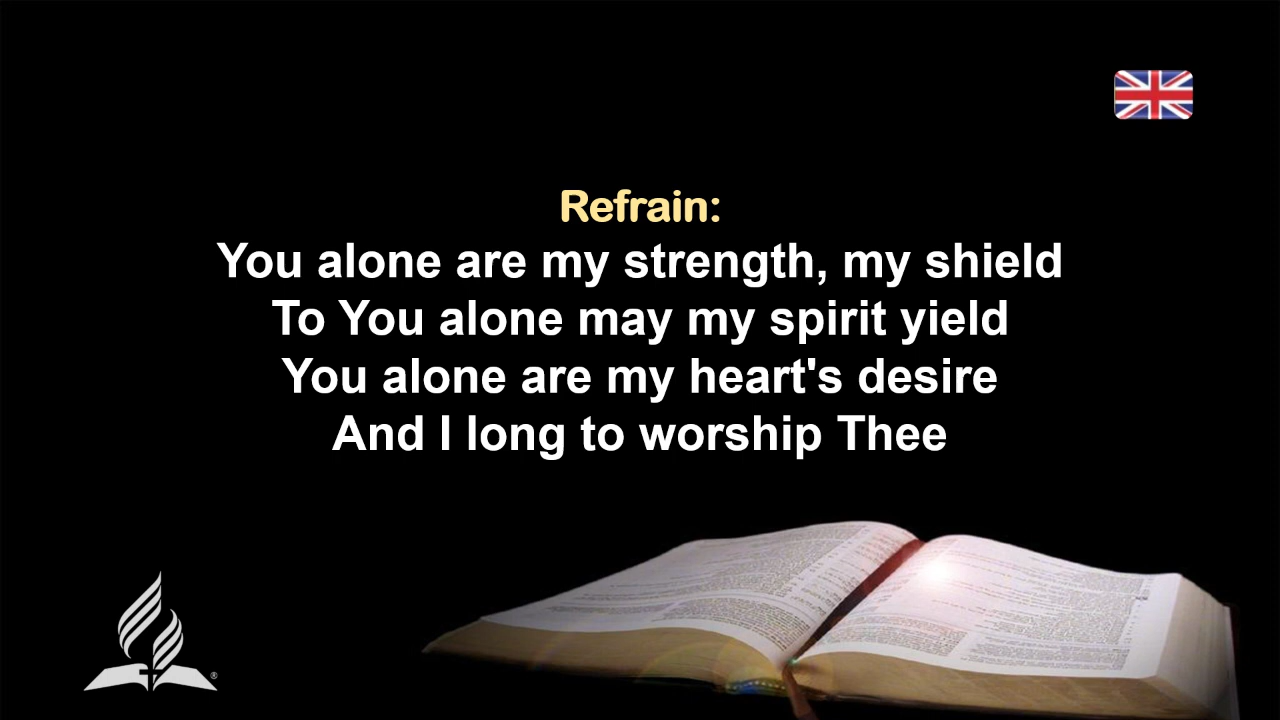 Refrain:
You alone are my strength, my shield
To You alone may my spirit yield
You alone are my heart's desire
And I long to worship Thee
®